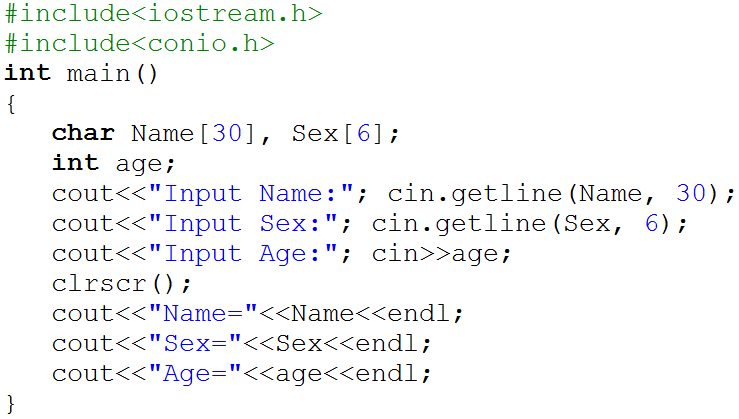 #include<iostream.h>
#include<conio.h>
int main()
{
   char Name[30], Sex[6];
   int age;
   cout<<"Input Name:"; cin.getline(Name, 30);
   cout<<"Input Sex:"; cin.getline(Sex, 6);
   cout<<"Input Age:"; cin>>age;
   clrscr();
   cout<<"Name="<<Name<<endl;
   cout<<"Sex="<<Sex<<endl;
   cout<<"Age="<<age<<endl;
}